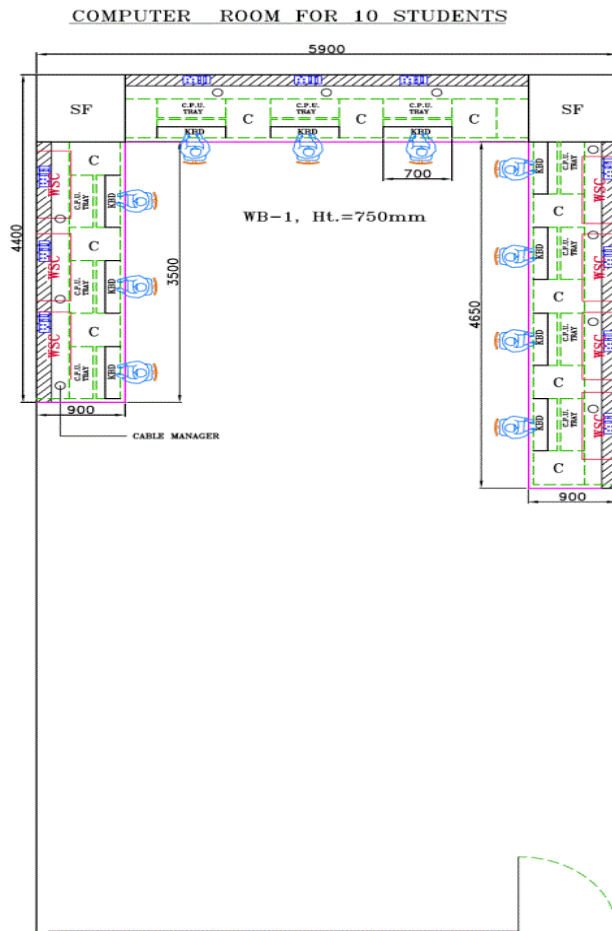 COMPUTER ROOM FOR 10 STUDENTS
5900
SF
SF
C.P.U. TRAY
C
C.P.U. TRAY
C
C.P.U. TRAY
C
KBD
KBD
KBD
700
WB-1, Ht.=750mm
4400
3500
4650
C
WSC
C.P.U. TRAY
KBD
C
WSC
C.P.U. TRAY
KBD
C
WSC
C.P.U. TRAY
KBD
900
CABLE MANAGER
KBD
C.P.U. TRAY
WSC
C
KBD
C.P.U. TRAY
WSC
C
KBD
C.P.U. TRAY
WSC
C
KBD
C.P.U. TRAY
WSC
C
900